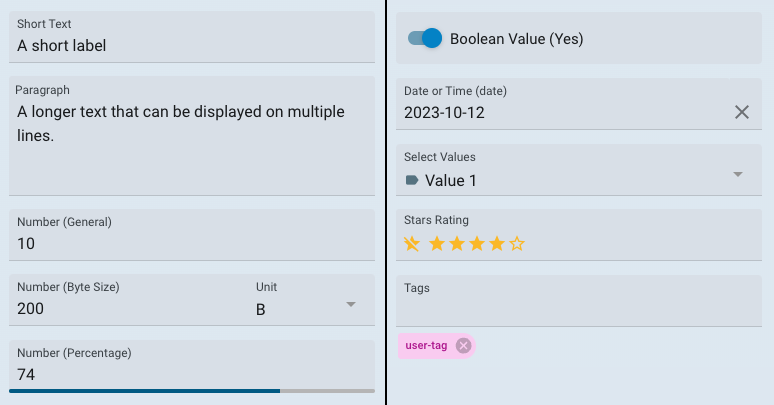 Short Text
A short label
Paragraph
A longer text that can be displayed on multiple
lines.
Number (General)
10
Number (Byte Size) Unit
200 B
Number (Percentage)
74
Boolean Value (Yes)
Date or Time (date)
2023-10-12
Select Values
Value 1
Stars Rating
Tags
user-tag